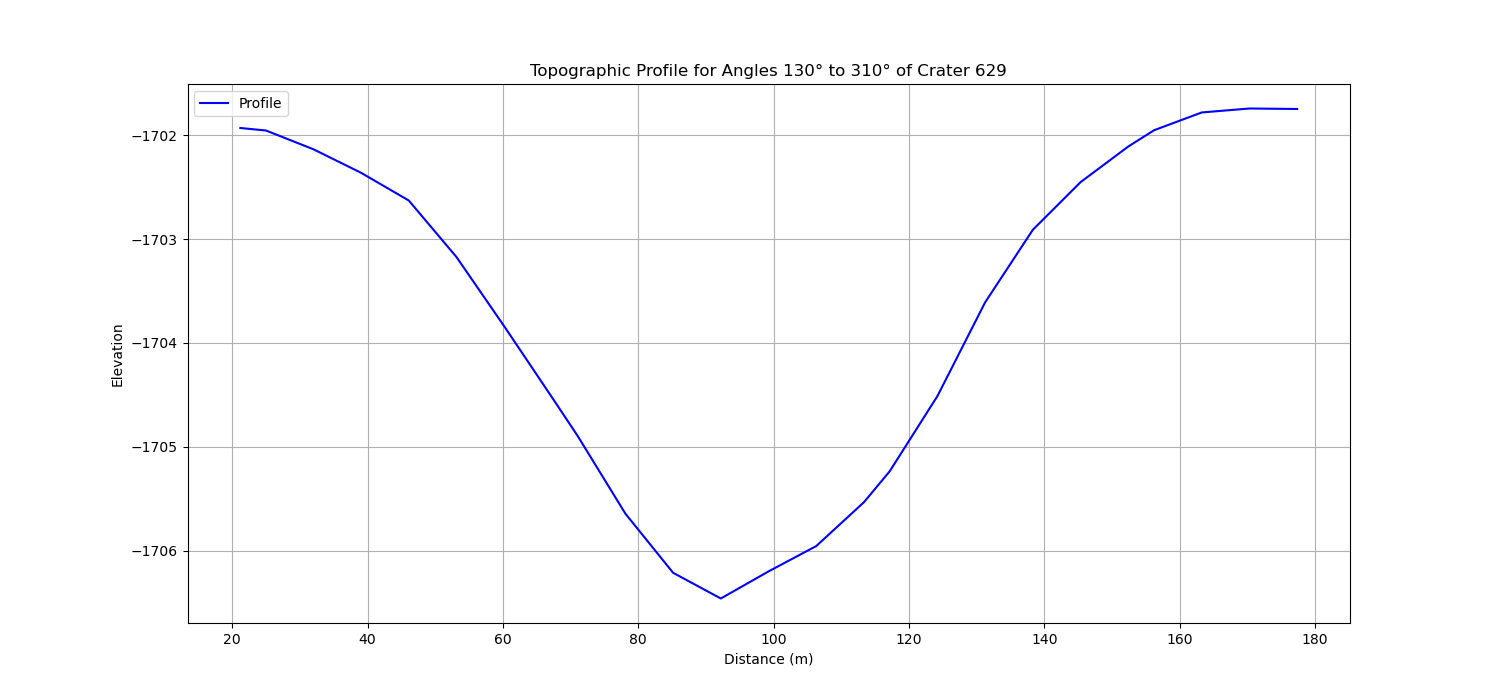 Topographic Profile for Angles 130° to 310° of Crater 629
Profile
−1702
−1703
−1704
−1705
−1706
Elevation
20 40 60 80 100 120 140 160 180
Distance (m)